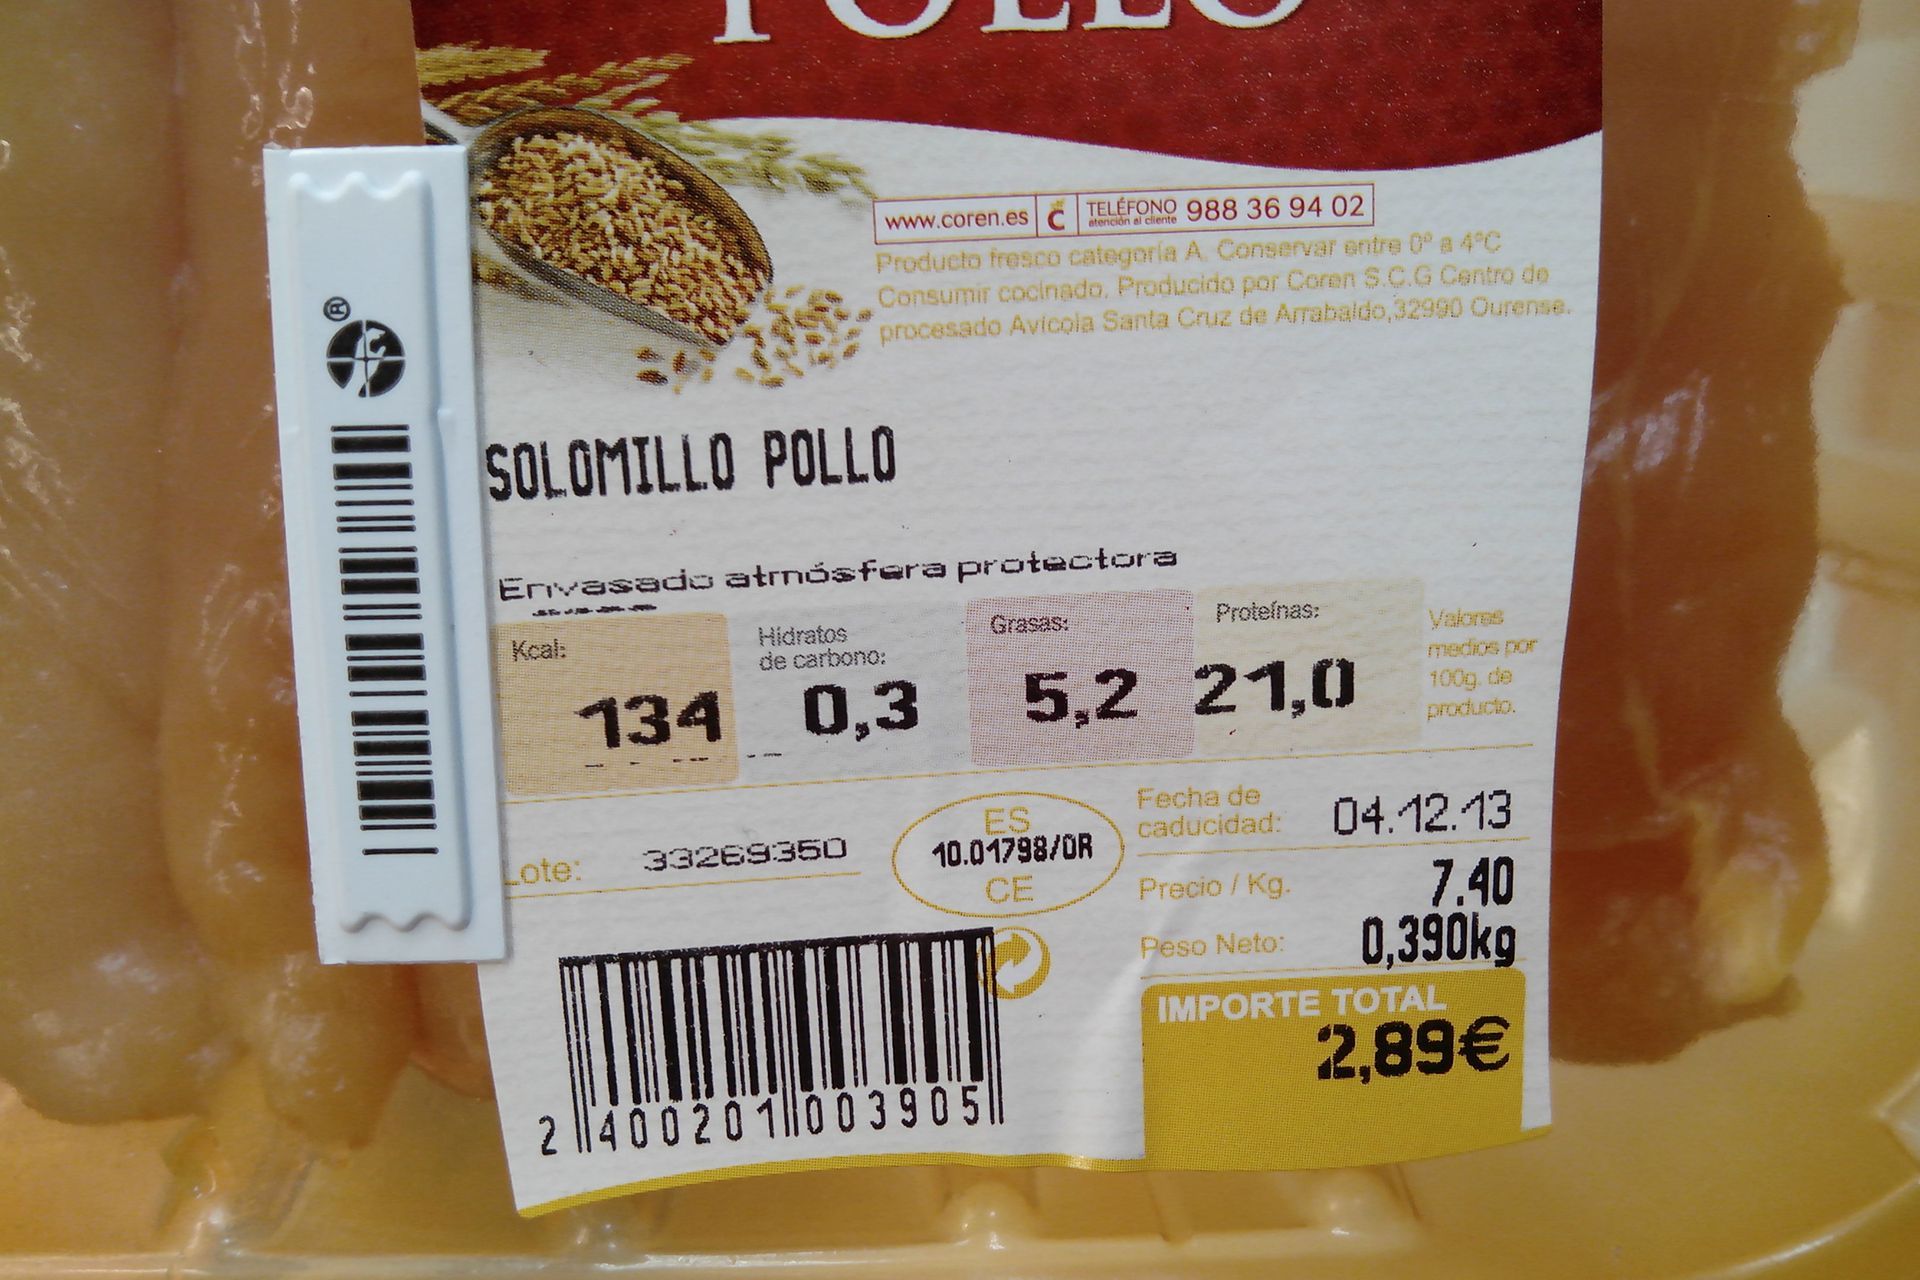 POLLO
www.coren.es TELÉFONO atención al cliente 988 36 94 02
Producto fresco categoría A. Conservar entre 0º a 4ºC
Consumir cocinado. Producido por Coren S.C.G Centro de
procesado Avícola Santa Cruz de Arrabaldo,32990 Ourense.
®
SOLOMILLO POLLO
Envasado atmósfera protectora
Kcal:
134
Hidratos
de carbono:
0,3
Grasas:
5,2
Proteínas:
21,0
Valores
medios por
100g. de
producto.
Lote: 33269350
ES
10.01798/OR
CE
Fecha de
caducidad: 04.12.13
Precio / Kg. 7.40
Peso Neto: 0,390kg
IMPORTE TOTAL
2,89€
2 400201 003905